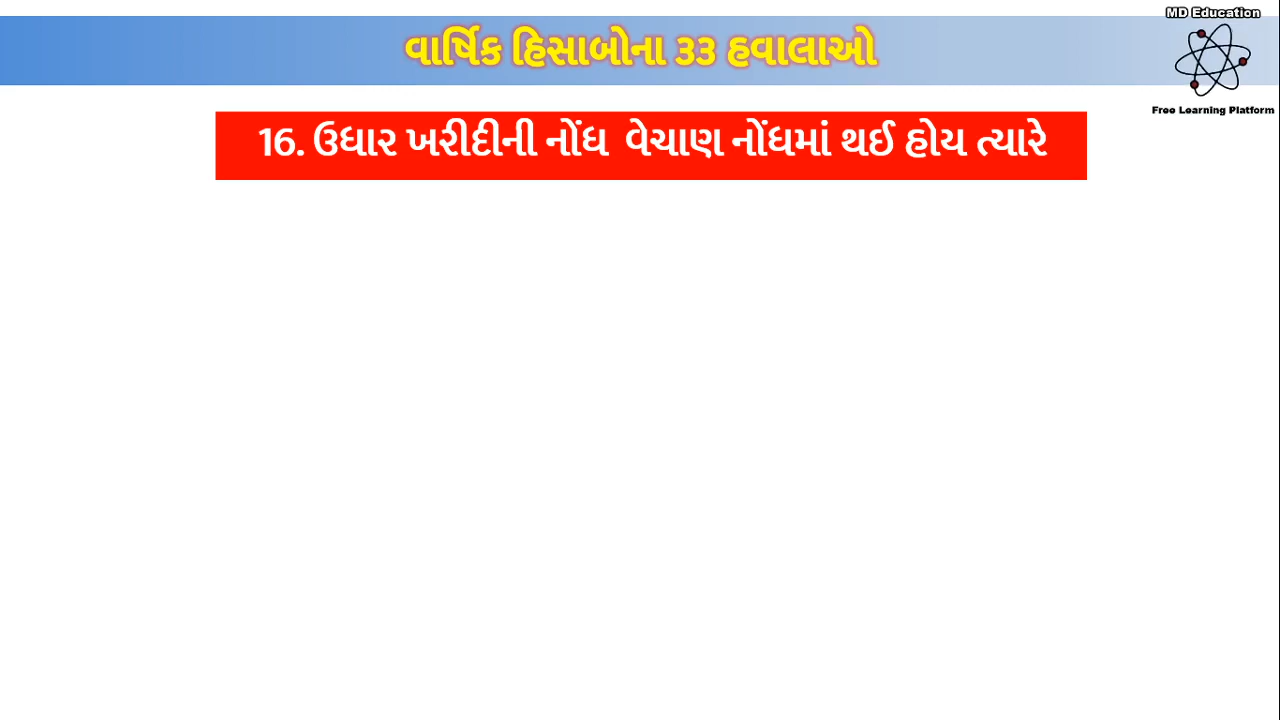 MD Education
વાર્ષિક હિસાબોના ૩૩ હવાલાઓ
Free Learning Platform
16. ઉધાર ખરીદીની નોંધ વેચાણ નોંધમાં થઈ હોય ત્યારે